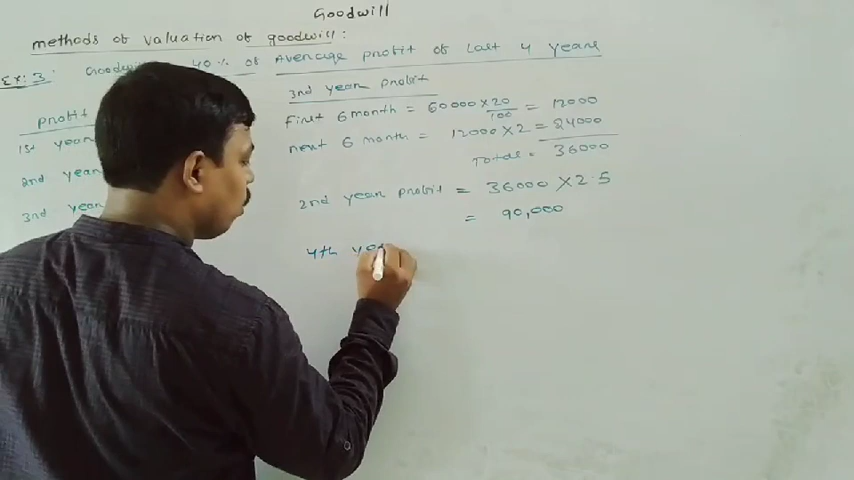 Goodwill
methods of valuation of goodwill :
Ex: 3. 40% of Average profit of Last 4 years
profit
3rd year profit
1st year
First 6 month = 60000 × 20/100 = 12000
next 6 month = 12000 × 2 = 24000
Total = 36000
2nd year
3rd year
2nd year profit = 36000 × 2.5
= 90,000
4th